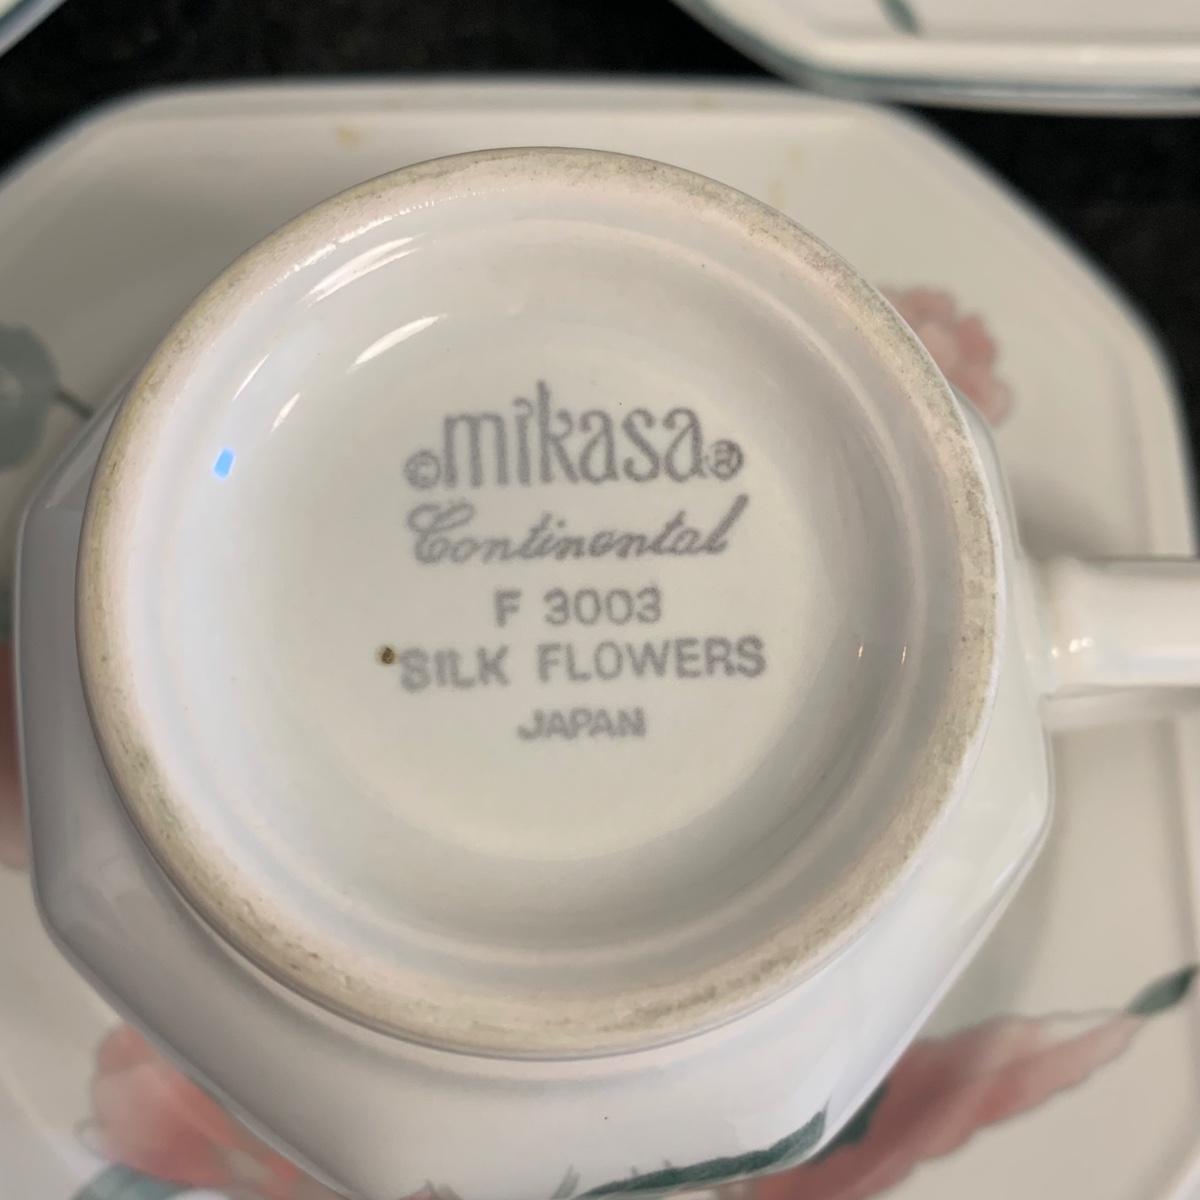 ©mikasa®
Continental
F 3003
SILK FLOWERS
JAPAN